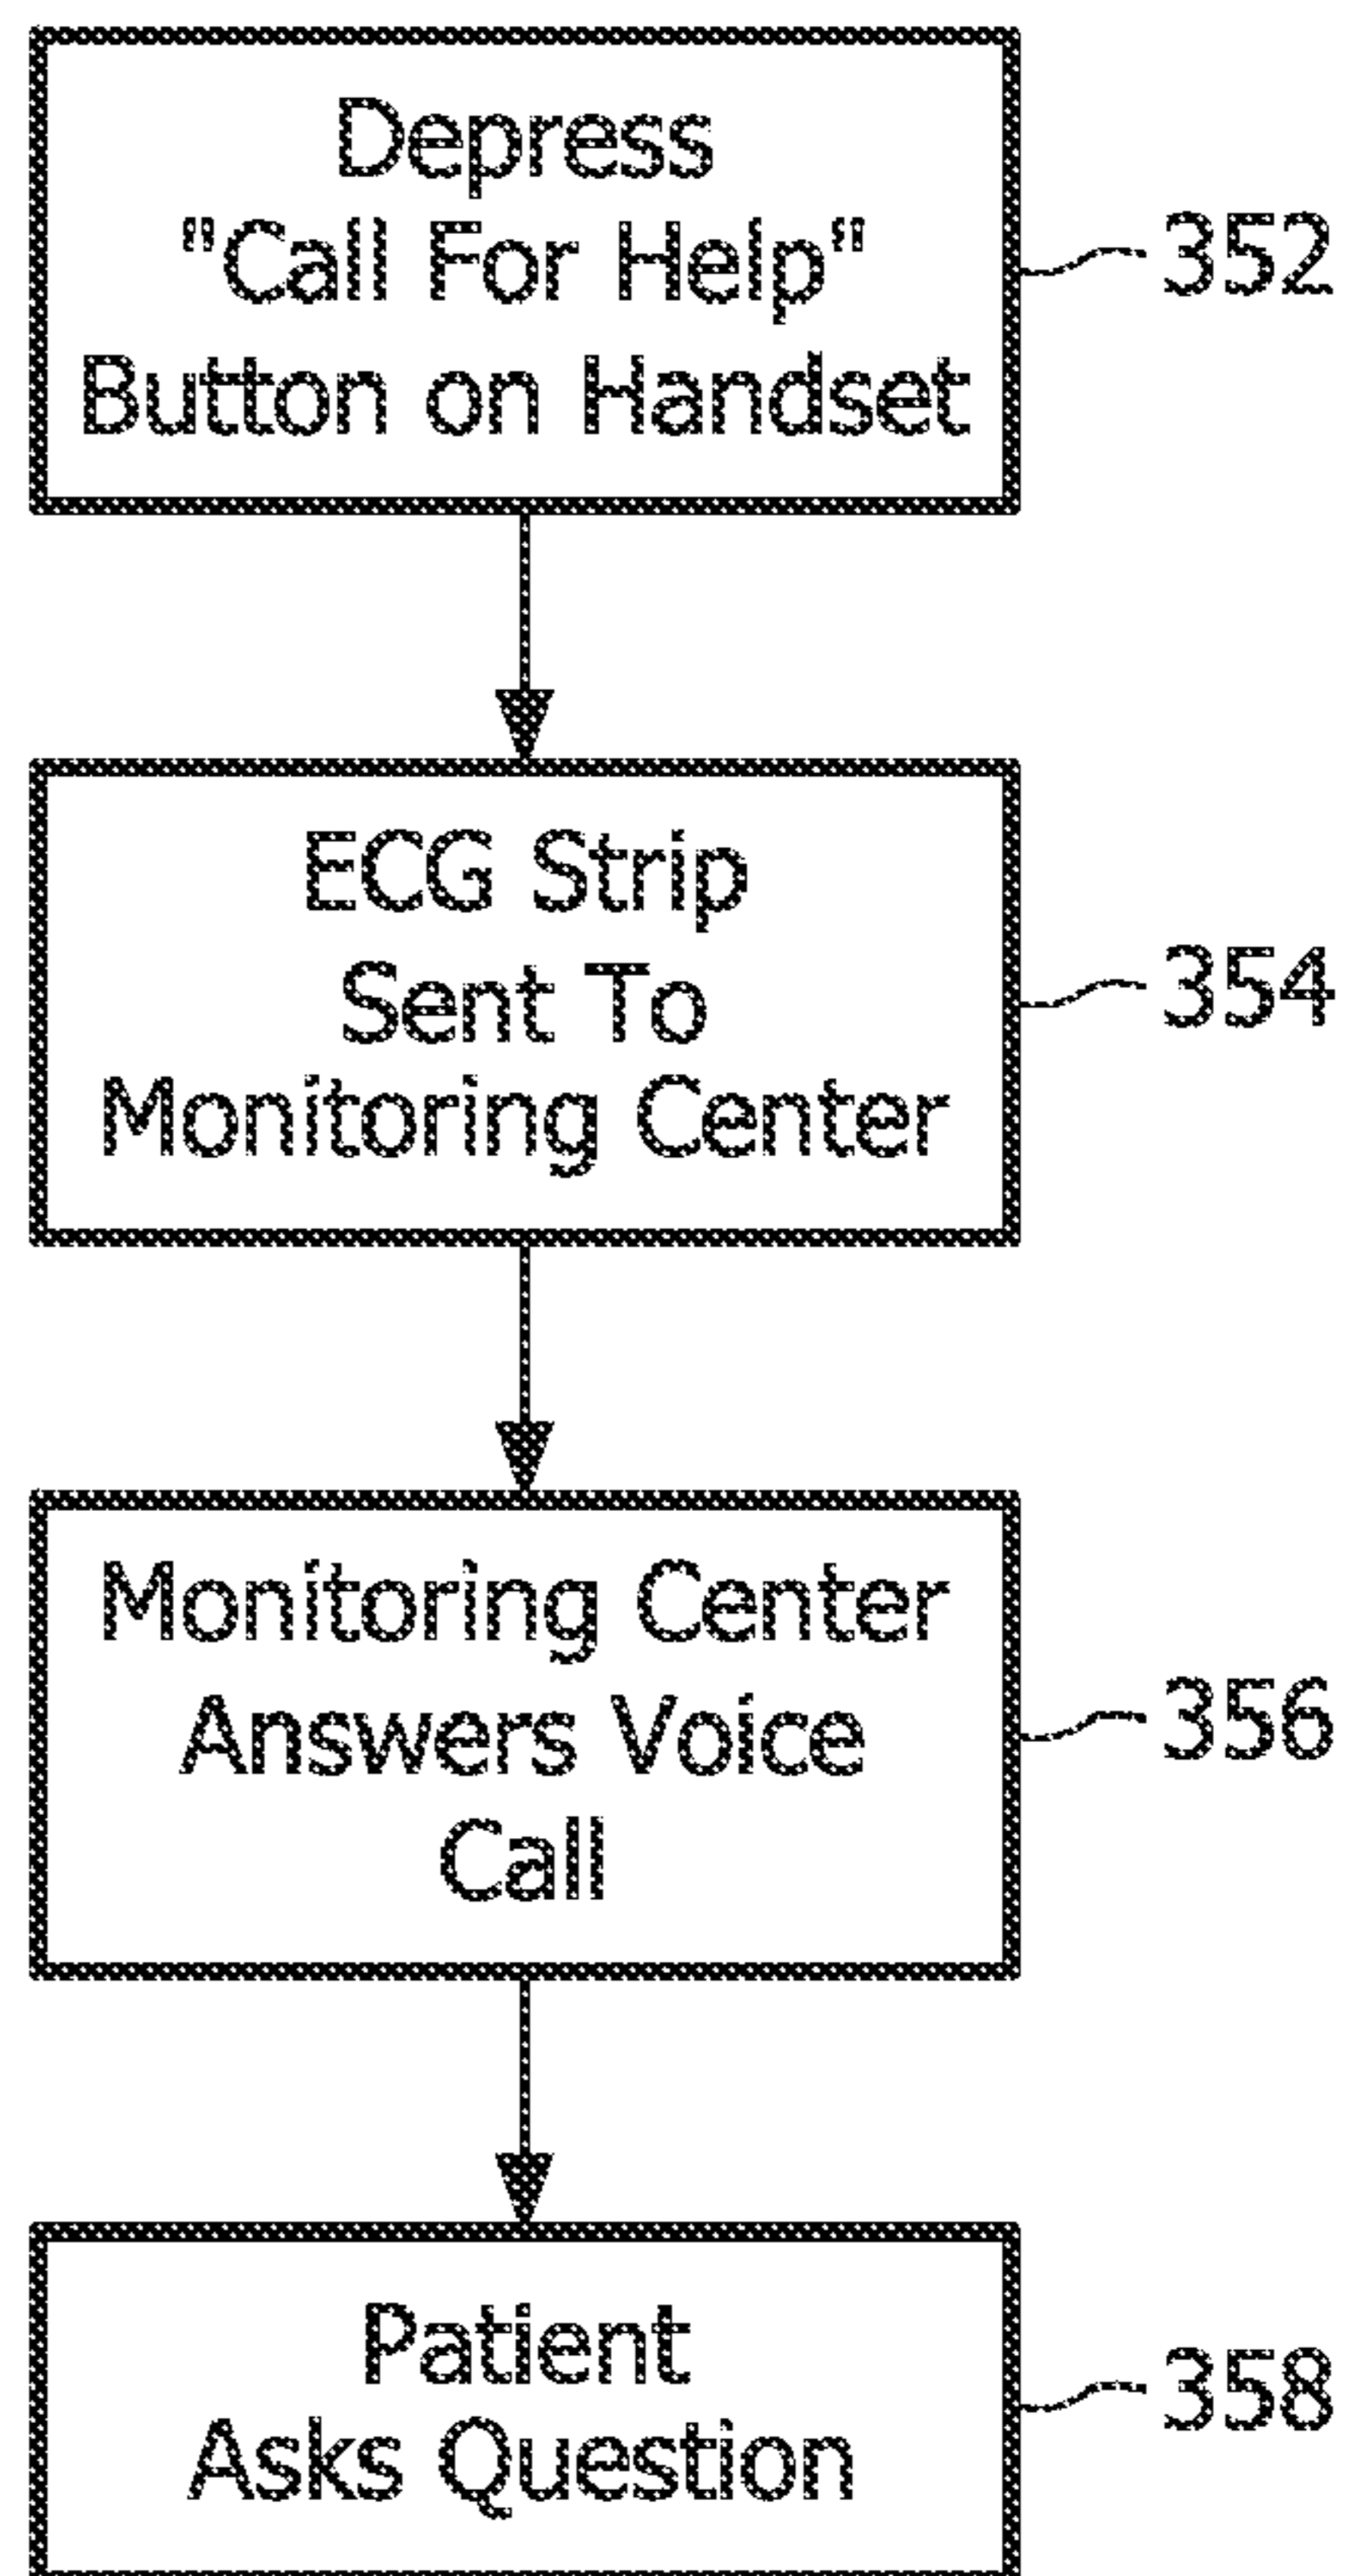 Depress
"Call For Help"
Button on Handset
352
ECG Strip
Sent To
Monitoring Center
354
Monitoring Center
Answers Voice
Call
356
Patient
Asks Question
358